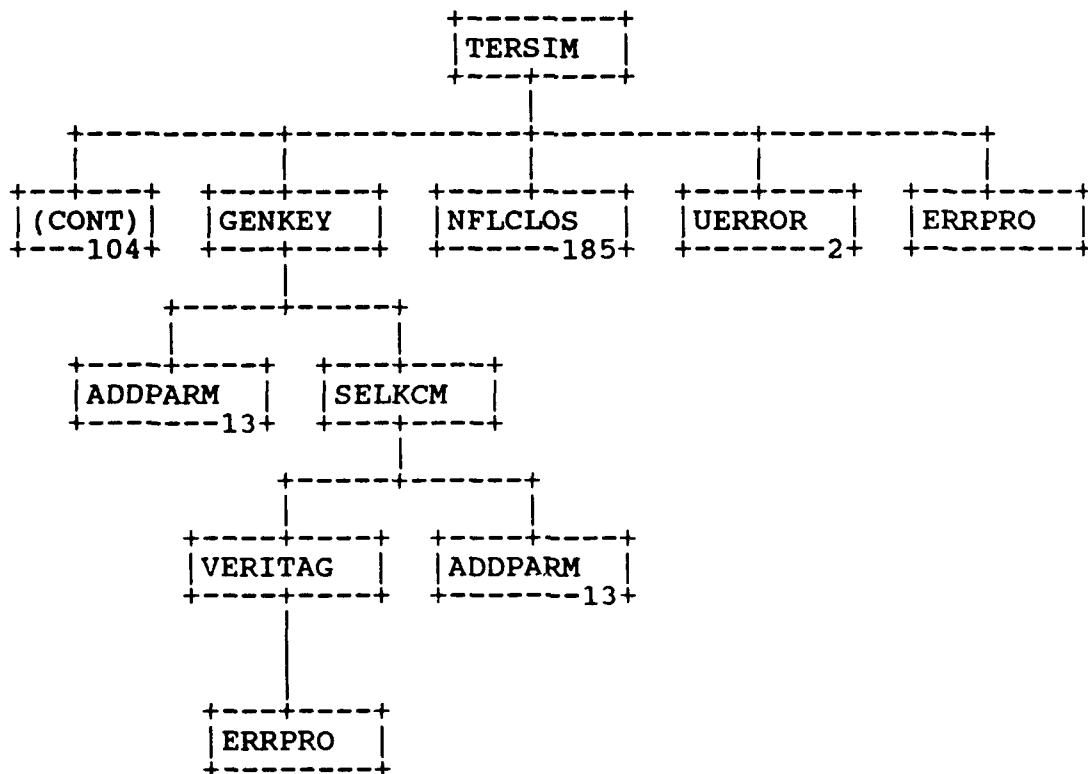 TERSIM
(CONT) GENKEY NFLCLOS UERROR ERRPRO
104 185 2
ADDPARM SELKCM
13
VERITAG ADDPARM
13
ERRPRO